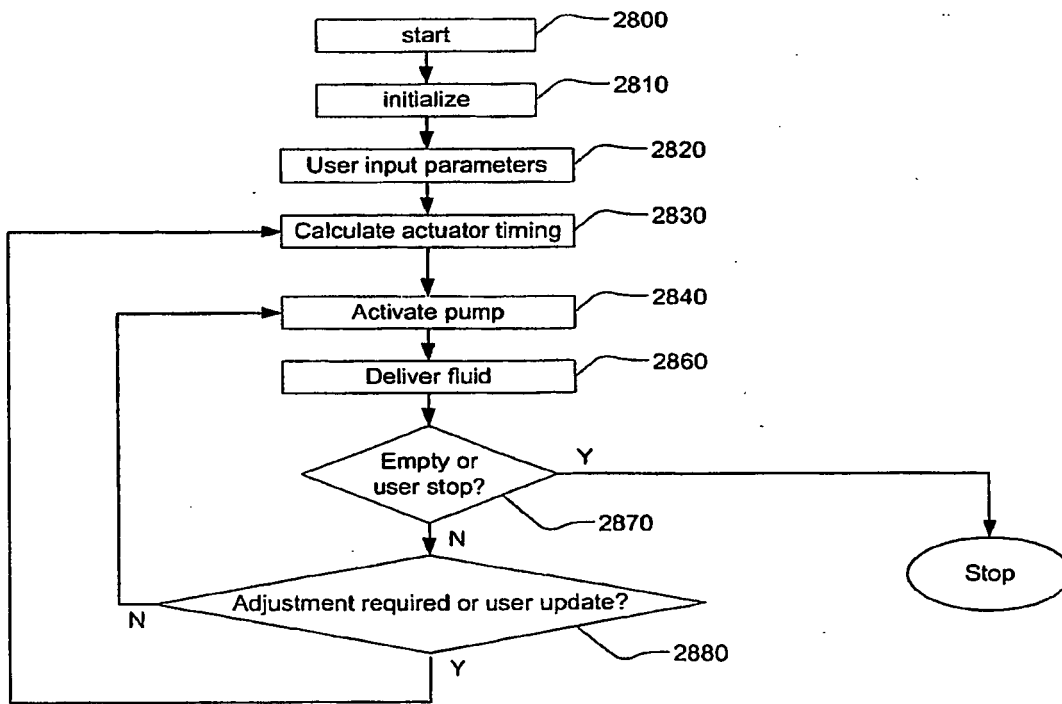 start
2800
initialize
2810
User input parameters
2820
Calculate actuator timing
2830
Activate pump
2840
Deliver fluid
2860
Empty or
user stop?
Y
2870
N
Stop
Adjustment required or user update?
N
2880
Y